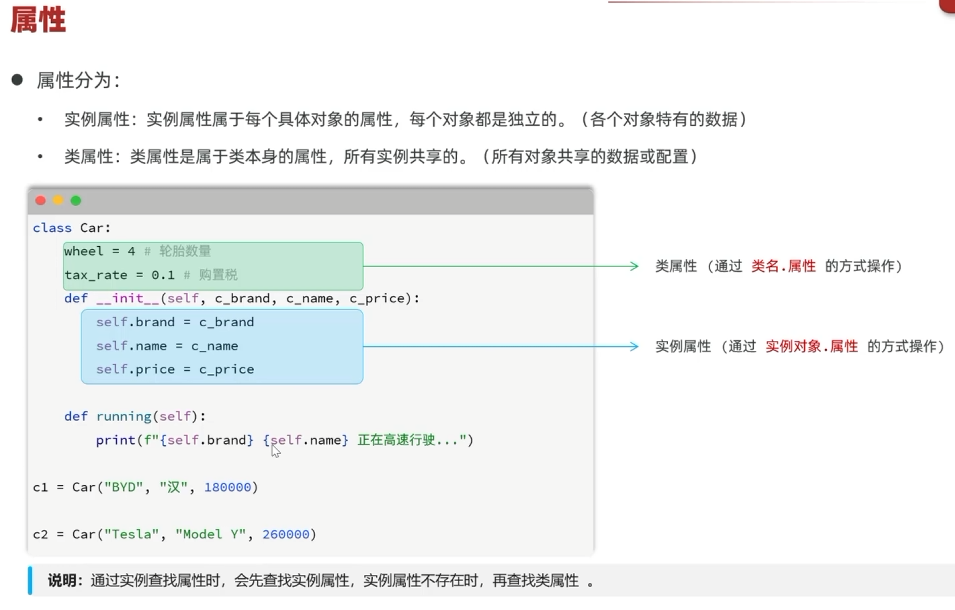 属性
属性分为：
实例属性：实例属性属于每个具体对象的属性，每个对象都是独立的。（各个对象特有的数据）
类属性：类属性是属于类本身的属性，所有实例共享的。（所有对象共享的数据或配置）
class Car:
    wheel = 4 # 轮胎数量
    tax_rate = 0.1 # 购置税
    def __init__(self, c_brand, c_name, c_price):
        self.brand = c_brand
        self.name = c_name
        self.price = c_price
    def running(self):
        print(f"{self.brand} {self.name} 正在高速行驶...")
c1 = Car("BYD", "汉", 180000)
c2 = Car("Tesla", "Model Y", 260000)
类属性（通过 类名.属性 的方式操作）
实例属性（通过 实例对象.属性 的方式操作）
说明：通过实例查找属性时，会先查找实例属性，实例属性不存在时，再查找类属性 。